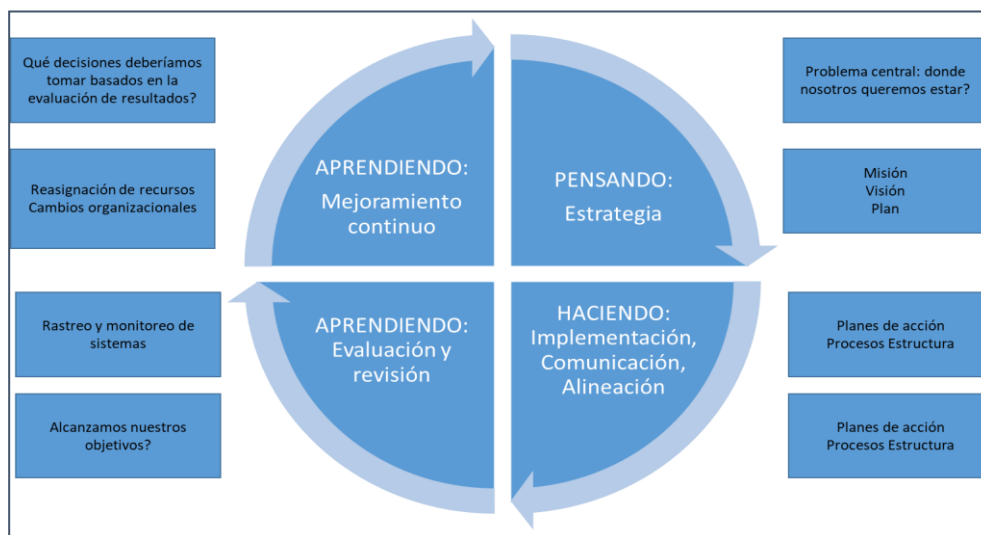 Qué decisiones deberíamos
tomar basados en la
evaluación de resultados?
Reasignación de recursos
Cambios organizacionales
Rastreo y monitoreo de
sistemas
Alcanzamos nuestros
objetivos?
APRENDIENDO:
Mejoramiento
continuo
PENSANDO:
Estrategia
APRENDIENDO:
Evaluación y
revisión
HACIENDO:
Implementación,
Comunicación,
Alineación
Problema central: donde
nosotros queremos estar?
Misión
Visión
Plan
Planes de acción
Procesos Estructura
Planes de acción
Procesos Estructura